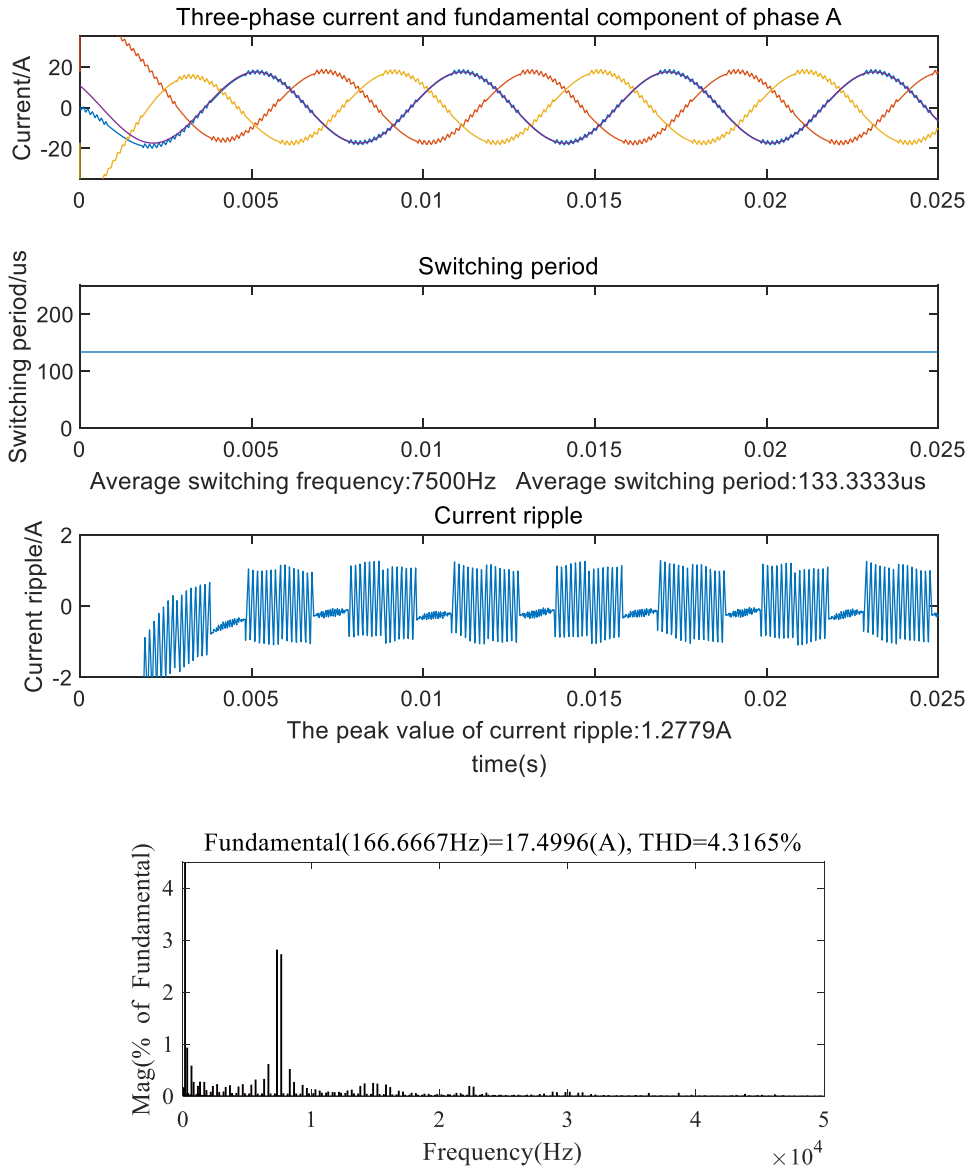 Three-phase current and fundamental component of phase A
Current/A
20
0
-20
0 0.005 0.01 0.015 0.02 0.025
Switching period
Switching period/us
200
100
0
0 0.005 0.01 0.015 0.02 0.025
Average switching frequency:7500Hz Average switching period:133.3333us
Current ripple
Current ripple/A
2
0
-2
0 0.005 0.01 0.015 0.02 0.025
The peak value of current ripple:1.2779A
time(s)
Fundamental(166.6667Hz)=17.4996(A), THD=4.3165%
Mag(% of Fundamental)
4
3
2
1
0
0 1 2 3 4 5
Frequency(Hz)
×10^4